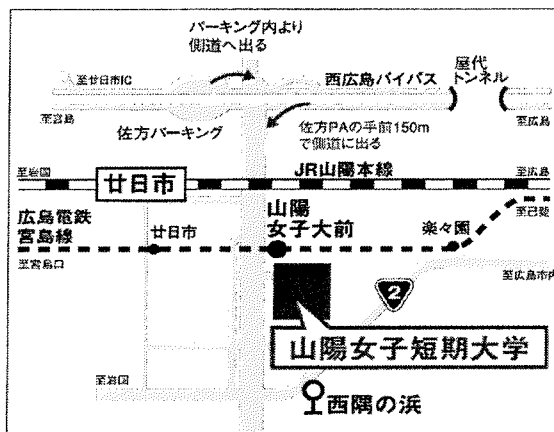 パーキング内より
側道へ出る
至廿日市IC
西広島バイパス
屋代
トンネル
至宮島
至広島
佐方パーキング
佐方PAの手前150m
で側道に出る
至岩国
JR山陽本線
至広島
廿日市
広島電鉄
宮島線
廿日市
山陽
女子大前
楽々園
至己斐
至宮島口
至広島市内
2
山陽女子短期大学
至岩国
西隅の浜